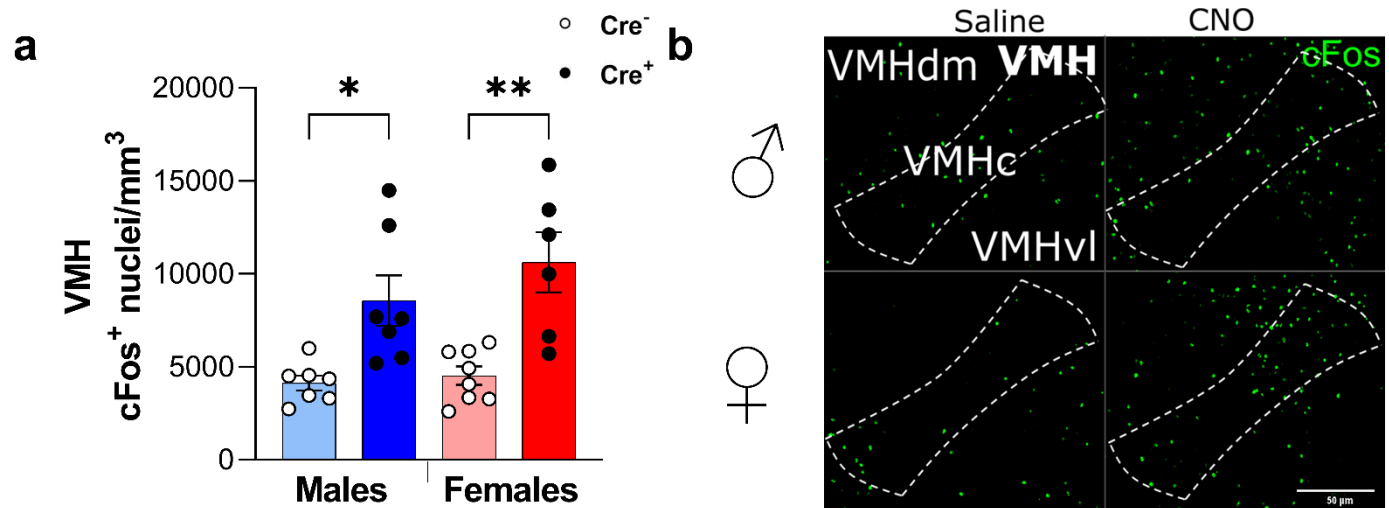 a
Cre⁻
Cre⁺
VMH
cFos⁺ nuclei/mm³
20000
15000
10000
5000
0
*
**
Males
Females
b
Saline
CNO
VMHdm
VMH
cFos
VMHc
VMHvl
♂
♀
50 µm